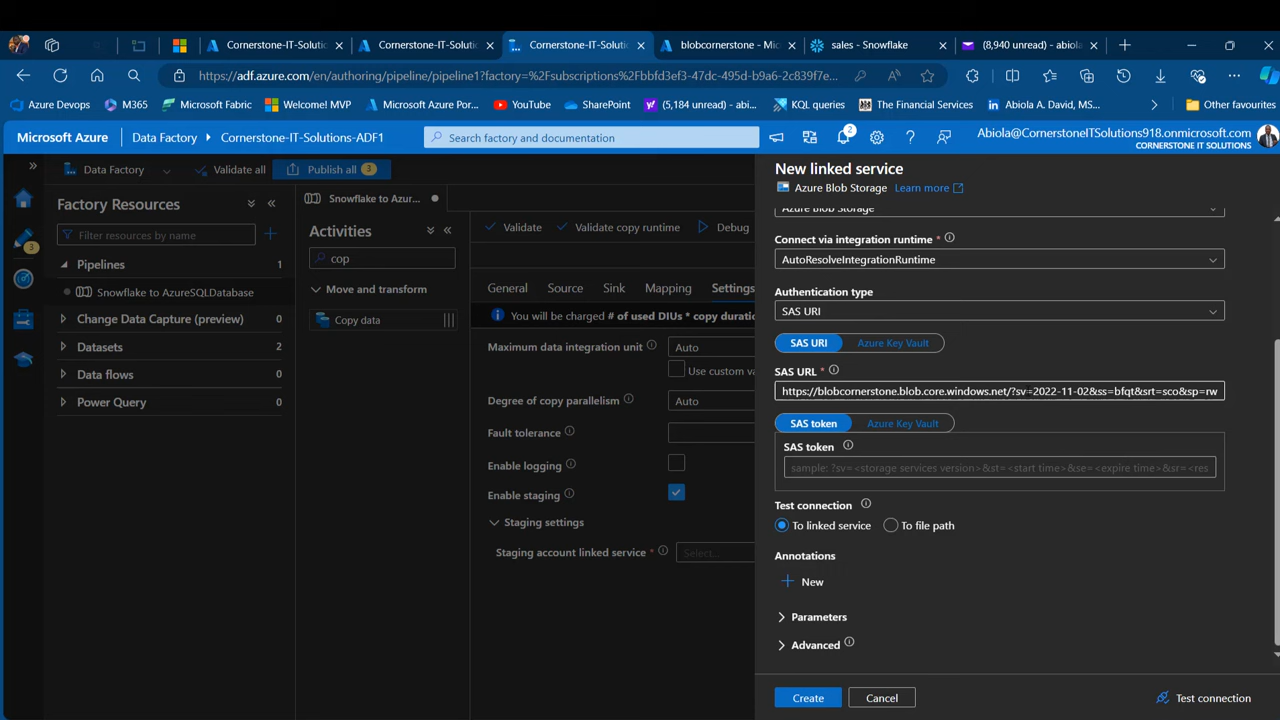 Cornerstone-IT-Solutio
Cornerstone-IT-Solutio
Cornerstone-IT-Solutio
blobcornerstone - Mic
sales - Snowflake
(8,940 unread) - abiola
https://adf.azure.com/en/authoring/pipeline/pipeline1?factory=%2Fsubscriptions%2Fbbfd3ef3-47dc-495d-b9a6-2c839f7e...
Azure Devops
M365
Microsoft Fabric
Welcome! MVP
Microsoft Azure Por...
YouTube
SharePoint
(5,184 unread) - abi...
KQL queries
The Financial Services
Abiola A. David, MS...
Other favourites
Microsoft Azure
Data Factory
Cornerstone-IT-Solutions-ADF1
Search factory and documentation
2
Abiola@CornerstoneITSolutions918.onmicrosoft.com
CORNERSTONE IT SOLUTIONS
Data Factory
Validate all
Publish all 3
Factory Resources
Filter resources by name
3
Pipelines 1
Snowflake to AzureSQLDatabase
Change Data Capture (preview) 0
Datasets 2
Data flows 0
Power Query 0
Snowflake to Azur...
Activities
cop
Move and transform
Copy data
Validate
Validate copy runtime
Debug
General
Source
Sink
Mapping
Settings
You will be charged # of used DIUs * copy duratio
Maximum data integration unit
Auto
Use custom va
Degree of copy parallelism
Auto
Fault tolerance
Enable logging
Enable staging
Staging settings
Staging account linked service *
Select...
New linked service
Azure Blob Storage Learn more
Azure Blob Storage
Connect via integration runtime *
AutoResolveIntegrationRuntime
Authentication type
SAS URI
SAS URI
Azure Key Vault
SAS URL *
https://blobcornerstone.blob.core.windows.net/?sv=2022-11-02&ss=bfqt&srt=sco&sp=rw
SAS token
Azure Key Vault
SAS token
sample: ?sv=<storage services version>&st=<start time>&se=<expire time>&sr=<res
Test connection
To linked service
To file path
Annotations
New
Parameters
Advanced
Create
Cancel
Test connection